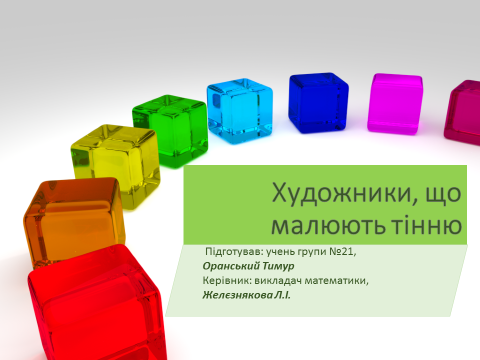 Художники, що
малюють тінню
Підготував: учень групи №21,
Оранський Тимур
Керівник: викладач математики,
Желєзнякова Л.І.